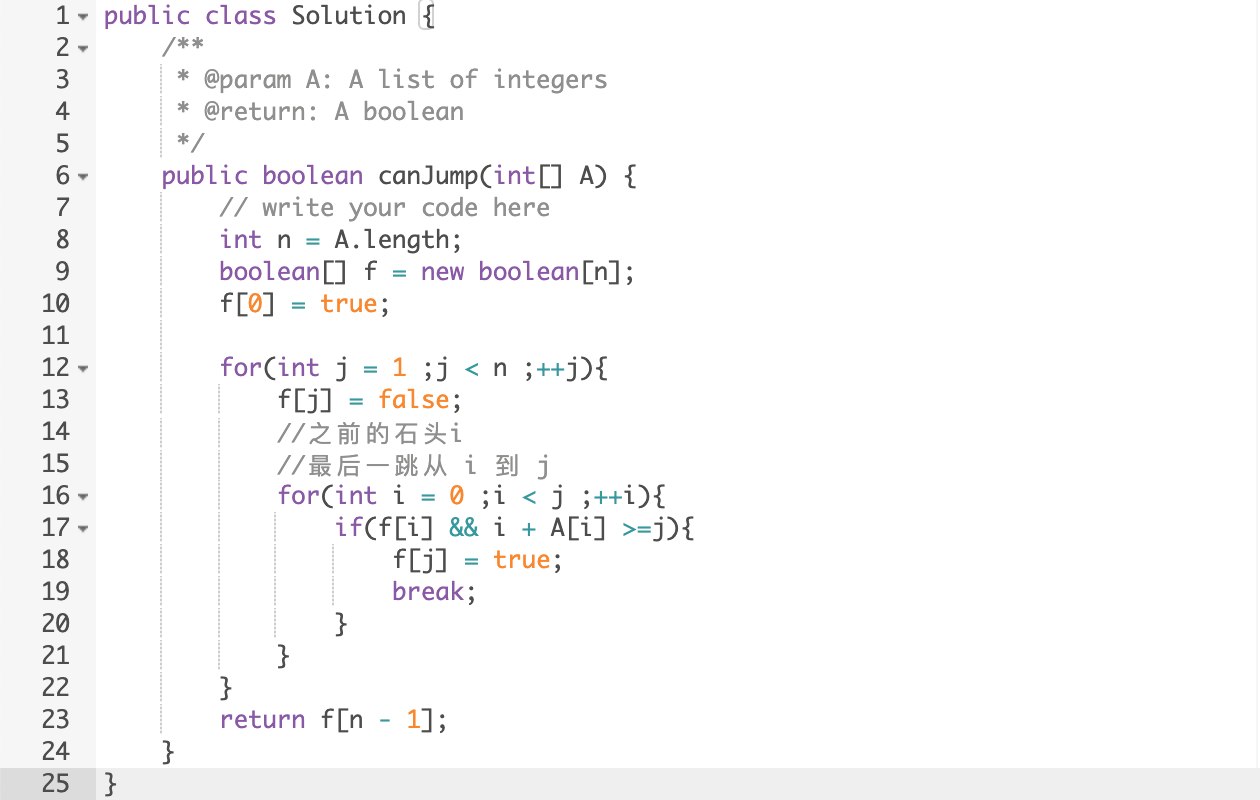 1 public class Solution {
2 /**
3 * @param A: A list of integers
4 * @return: A boolean
5 */
6 public boolean canJump(int[] A) {
7 // write your code here
8 int n = A.length;
9 boolean[] f = new boolean[n];
10 f[0] = true;
11
12 for(int j = 1 ;j < n ;++j){
13 f[j] = false;
14 //之前的石头i
15 //最后一跳从 i 到 j
16 for(int i = 0 ;i < j ;++i){
17 if(f[i] && i + A[i] >=j){
18 f[j] = true;
19 break;
20 }
21 }
22 }
23 return f[n - 1];
24 }
25 }